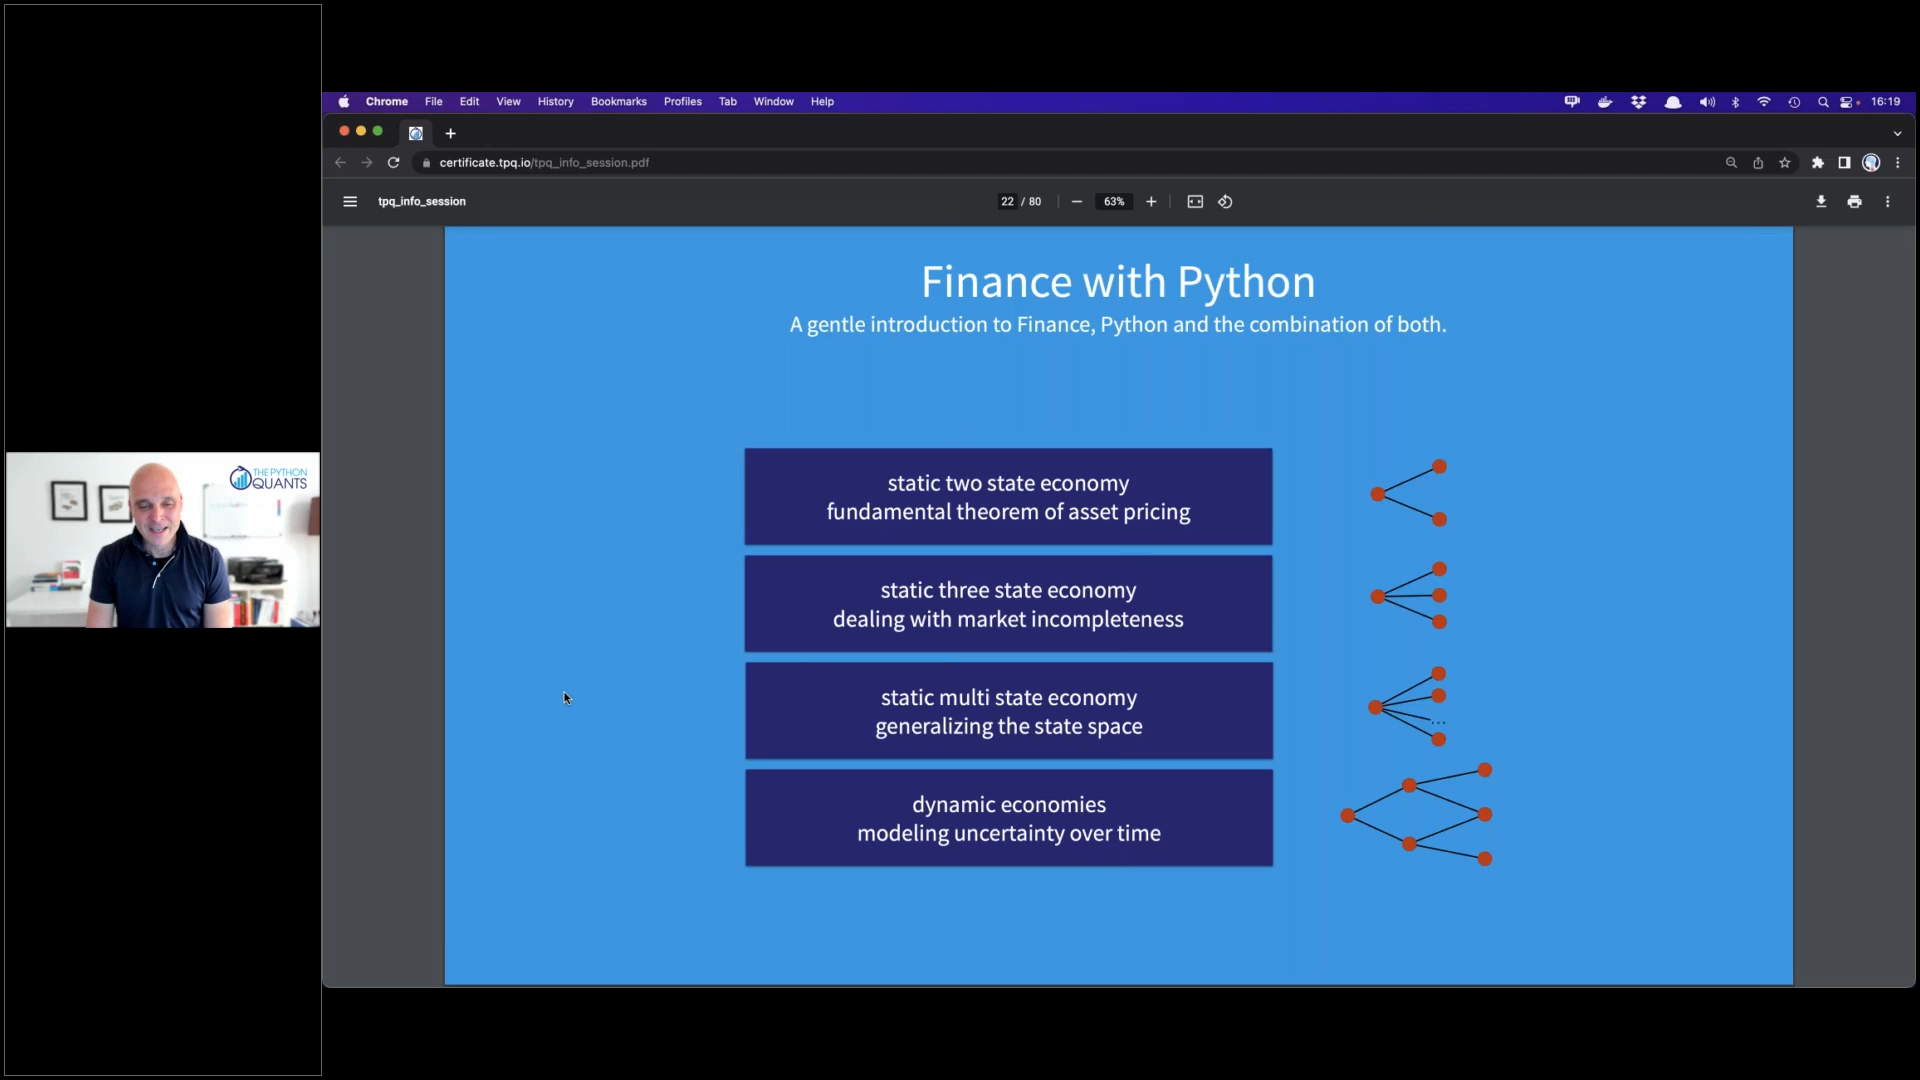 Chrome File Edit View History Bookmarks Profiles Tab Window Help 16:19
certificate.tpq.io/tpq_info_session.pdf
tpq_info_session 22 / 80 63%
Finance with Python
A gentle introduction to Finance, Python and the combination of both.
THE PYTHON
QUANTS
static two state economy
fundamental theorem of asset pricing
static three state economy
dealing with market incompleteness
static multi state economy
generalizing the state space
...
dynamic economies
modeling uncertainty over time